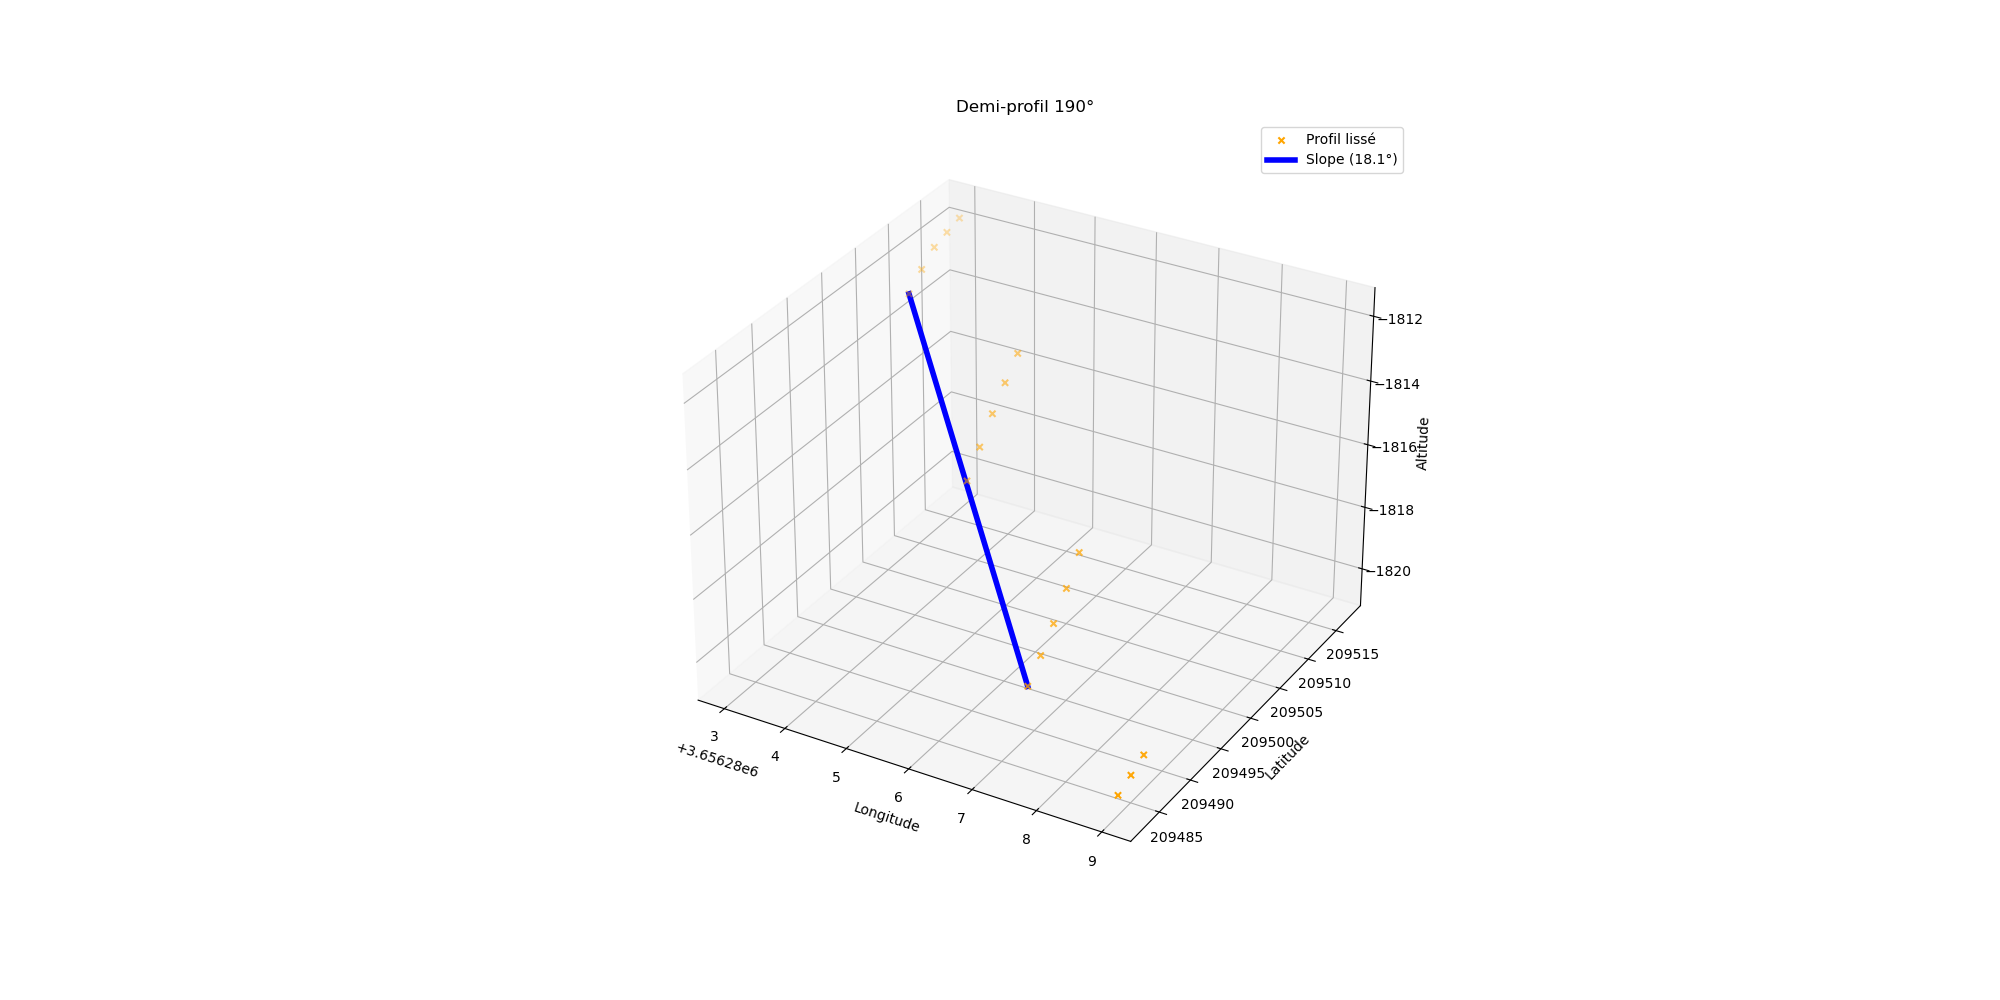 Demi-profil 190°
Profil lissé
Slope (18.1°)
−1812
−1814
−1816
−1818
−1820
Altitude
209515
209510
209505
209500
209495
209490
209485
Latitude
3
4
5
6
7
8
9
+3.65628e6
Longitude